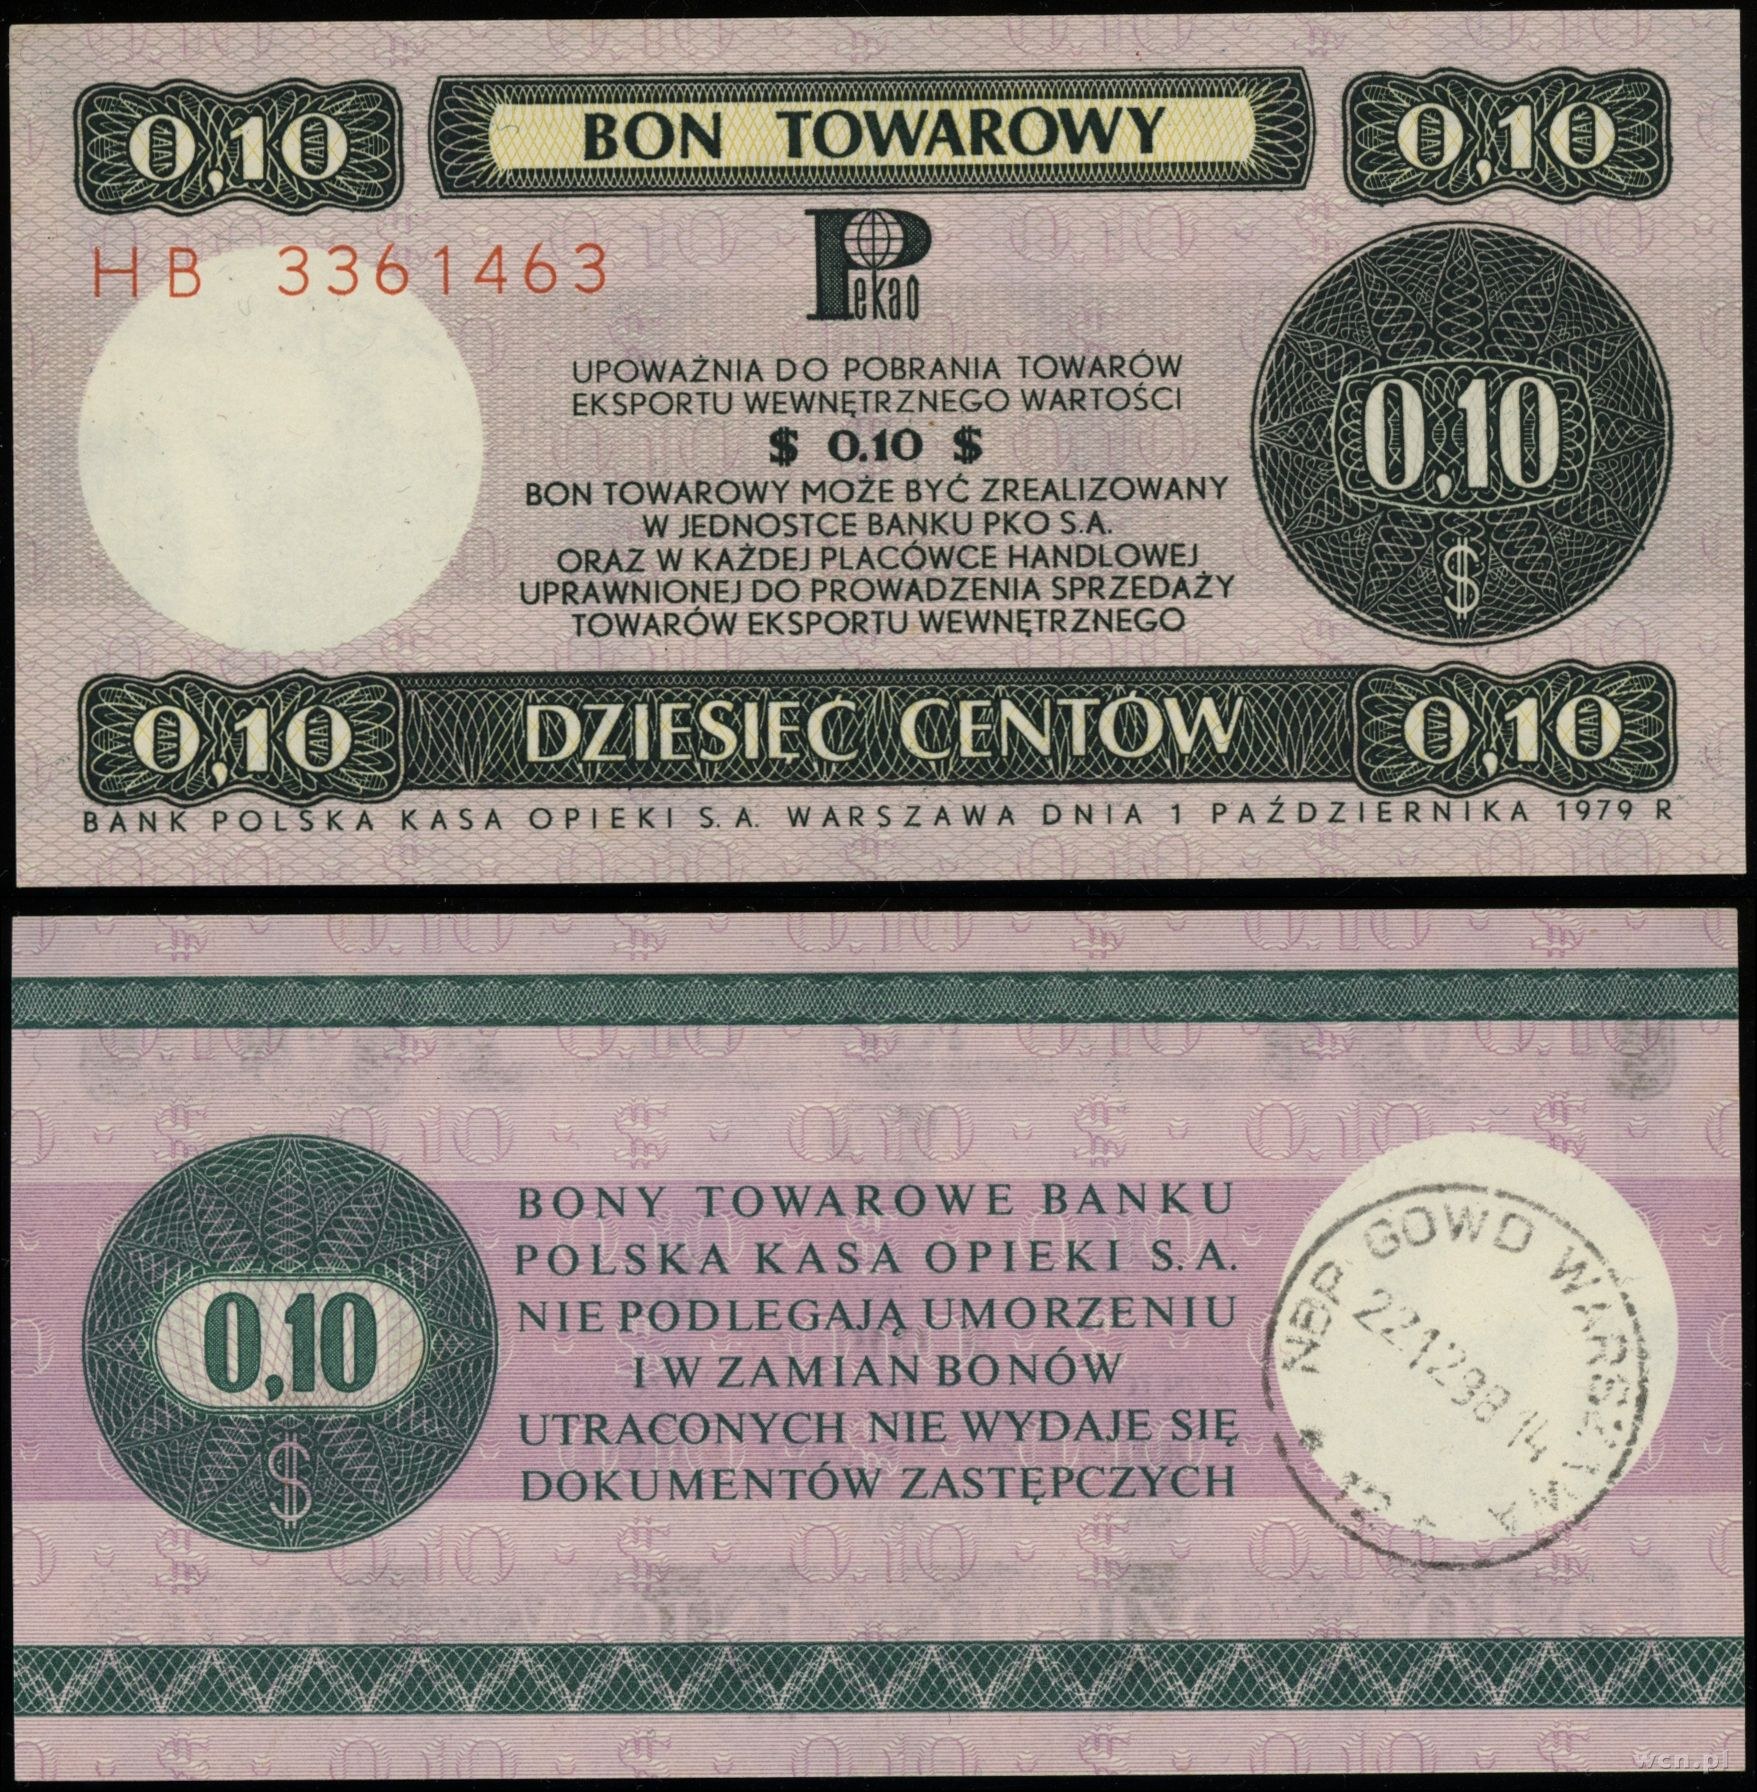 0,10
BON TOWAROWY
0,10
HB 3361463
Pekao
UPOWAŻNIA DO POBRANIA TOWARÓW
EKSPORTU WEWNĘTRZNEGO WARTOŚCI
$ 0.10 $
BON TOWAROWY MOŻE BYĆ ZREALIZOWANY
W JEDNOSTCE BANKU PKO S.A.
ORAZ W KAŻDEJ PLACÓWCE HANDLOWEJ
UPRAWNIONEJ DO PROWADZENIA SPRZEDAŻY
TOWARÓW EKSPORTU WEWNĘTRZNEGO
0,10
$
0,10
DZIESIĘĆ CENTÓW
0,10
BANK POLSKA KASA OPIEKI S.A. WARSZAWA DNIA 1 PAŹDZIERNIKA 1979 R
0,10
$
BONY TOWAROWE BANKU
POLSKA KASA OPIEKI S.A.
NIE PODLEGAJĄ UMORZENIU
I W ZAMIAN BONÓW
UTRACONYCH NIE WYDAJE SIĘ
DOKUMENTÓW ZASTĘPCZYCH
NBP GOWD
221298 14
wcn.pl